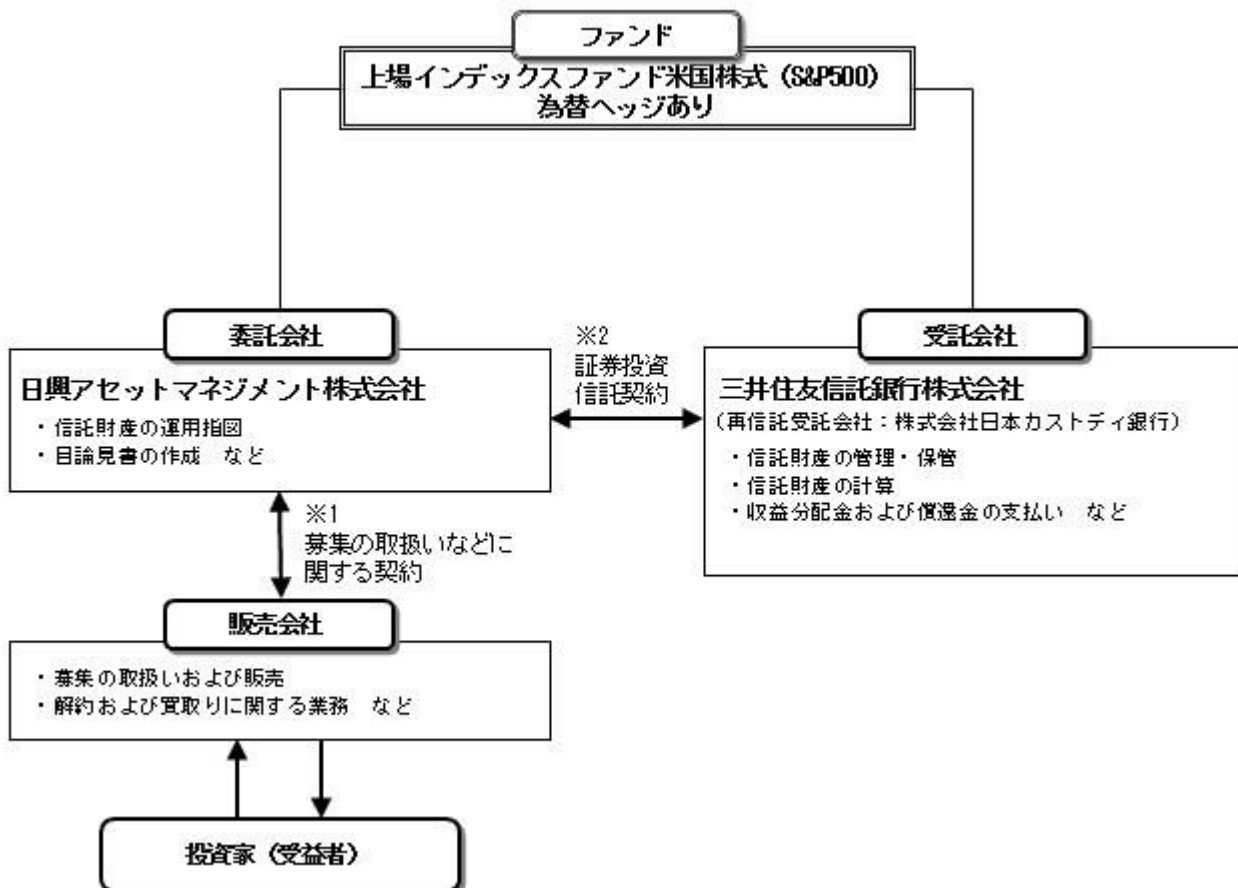 ファンド
上場インデックスファンド米国株式（S&P500）
為替ヘッジあり
委託会社
日興アセットマネジメント株式会社
・信託財産の運用指図
・目論見書の作成　など
※2
証券投資
信託契約
受託会社
三井住友信託銀行株式会社
（再信託受託会社：株式会社日本カストディ銀行）
・信託財産の管理・保管
・信託財産の計算
・収益分配金および償還金の支払い　など
※1
募集の取扱いなどに
関する契約
販売会社
・募集の取扱いおよび販売
・解約および買取りに関する業務　など
投資家（受益者）